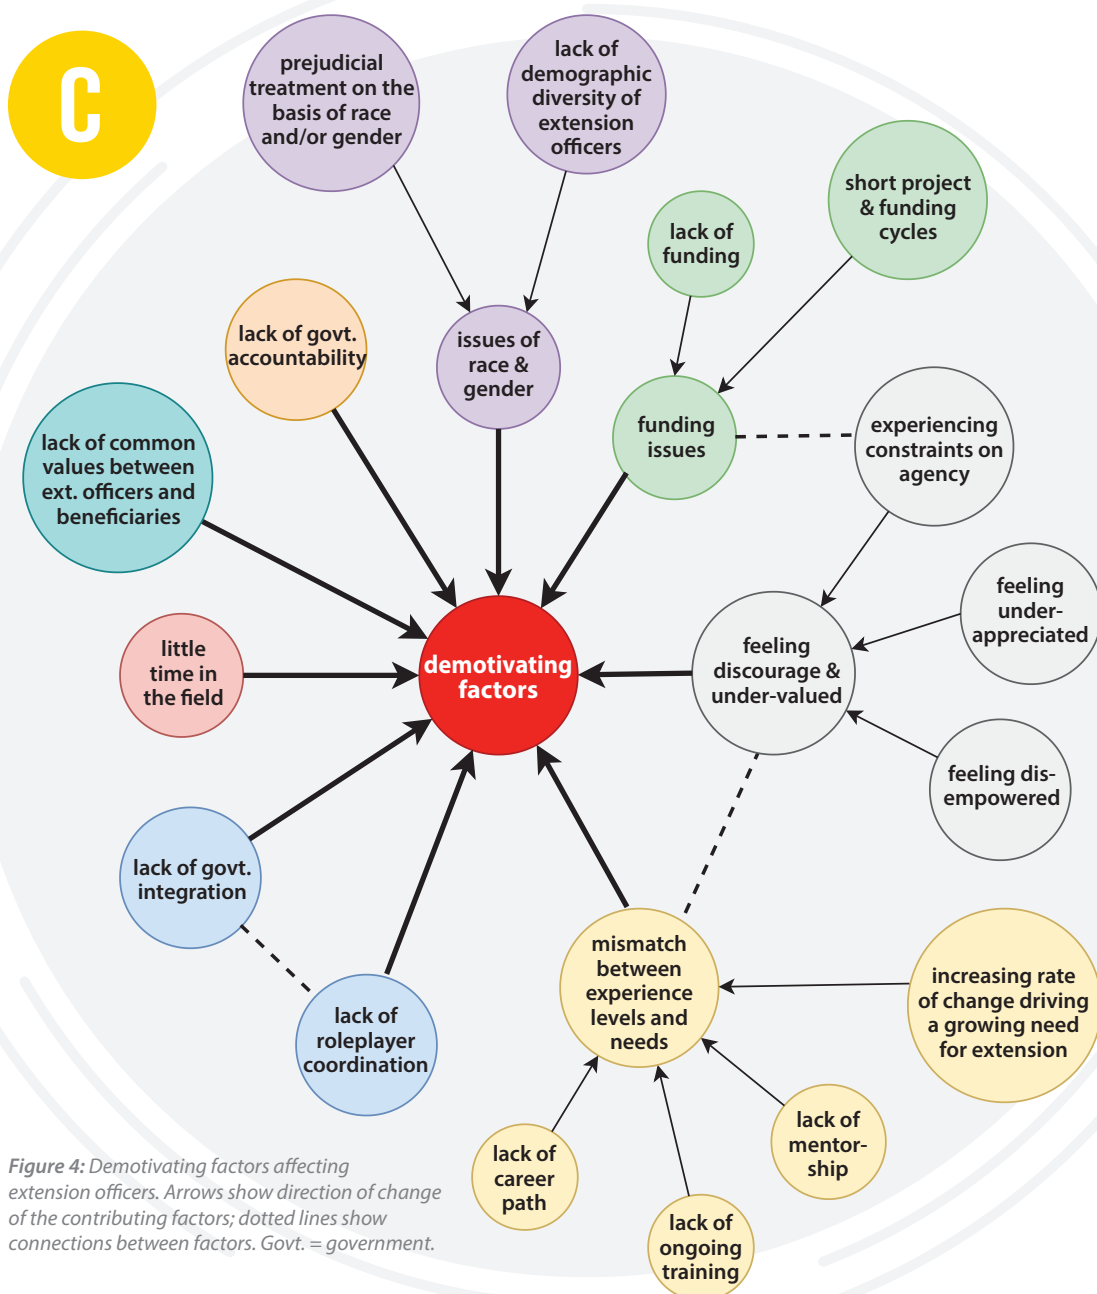 C
prejudicial
treatment on the
basis of race
and/or gender
lack of
demographic
diversity of
extension
officers
short project
& funding
cycles
lack of
funding
lack of govt.
accountability
issues of
race &
gender
funding
issues
experiencing
constraints on
agency
lack of common
values between
ext. officers and
beneficiaries
feeling
under-
appreciated
little
time in
the field
demotivating
factors
feeling
discourage &
under-valued
feeling dis-
empowered
lack of govt.
integration
mismatch
between
experience
levels and
needs
increasing rate
of change driving
a growing need
for extension
lack of
roleplayer
coordination
lack of
mentor-
ship
lack of
career
path
lack of
ongoing
training
Figure 4: Demotivating factors affecting
extension officers. Arrows show direction of change
of the contributing factors; dotted lines show
connections between factors. Govt. = government.